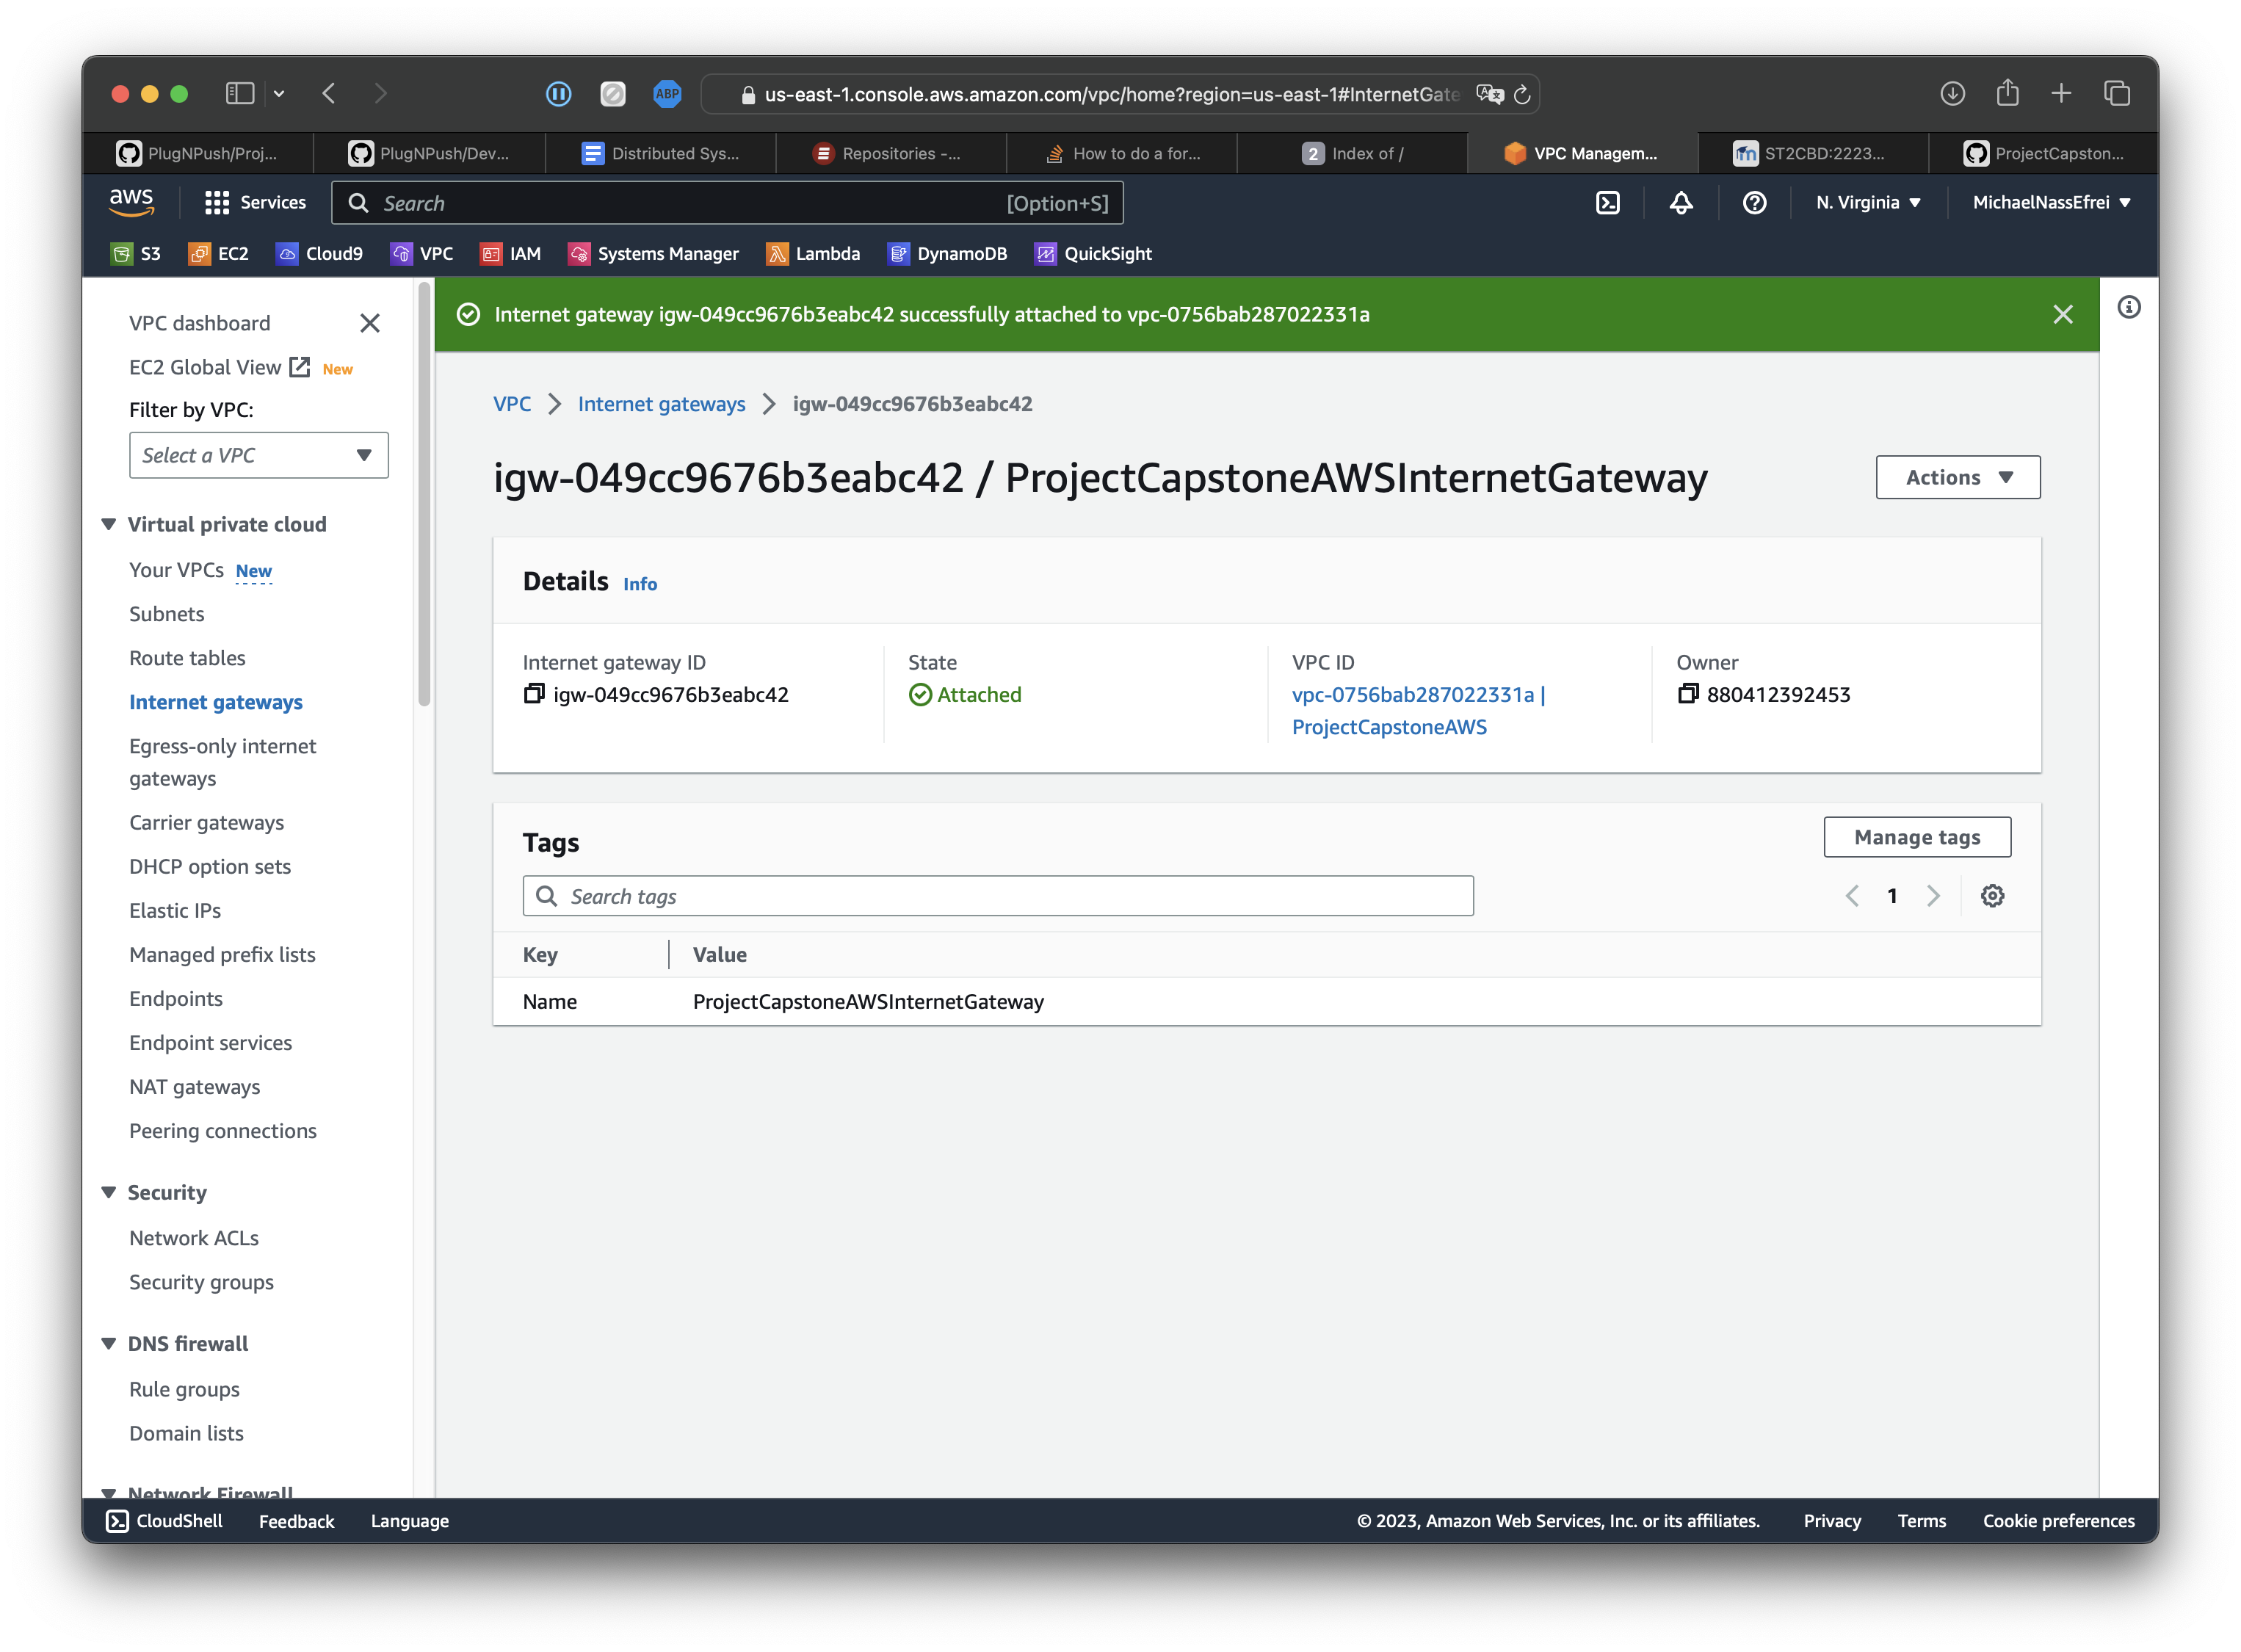 ABP
us-east-1.console.aws.amazon.com/vpc/home?region=us-east-1#InternetGate
PlugNPush/Proj...
PlugNPush/Dev...
Distributed Sys...
Repositories -...
How to do a for...
2 Index of /
VPC Managem...
ST2CBD:2223...
ProjectCapston...
aws
Services
Search
[Option+S]
N. Virginia
MichaelNassEfrei
S3
EC2
Cloud9
VPC
IAM
Systems Manager
Lambda
DynamoDB
QuickSight
VPC dashboard
EC2 Global View New
Filter by VPC:
Select a VPC
Virtual private cloud
Your VPCs New
Subnets
Route tables
Internet gateways
Egress-only internet
gateways
Carrier gateways
DHCP option sets
Elastic IPs
Managed prefix lists
Endpoints
Endpoint services
NAT gateways
Peering connections
Security
Network ACLs
Security groups
DNS firewall
Rule groups
Domain lists
Network Firewall
Internet gateway igw-049cc9676b3eabc42 successfully attached to vpc-0756bab287022331a
VPC
Internet gateways
igw-049cc9676b3eabc42
igw-049cc9676b3eabc42 / ProjectCapstoneAWSInternetGateway
Actions
Details Info
Internet gateway ID
igw-049cc9676b3eabc42
State
Attached
VPC ID
vpc-0756bab287022331a |
ProjectCapstoneAWS
Owner
880412392453
Tags
Manage tags
Search tags
1
Key Value
Name ProjectCapstoneAWSInternetGateway
CloudShell
Feedback
Language
© 2023, Amazon Web Services, Inc. or its affiliates.
Privacy
Terms
Cookie preferences